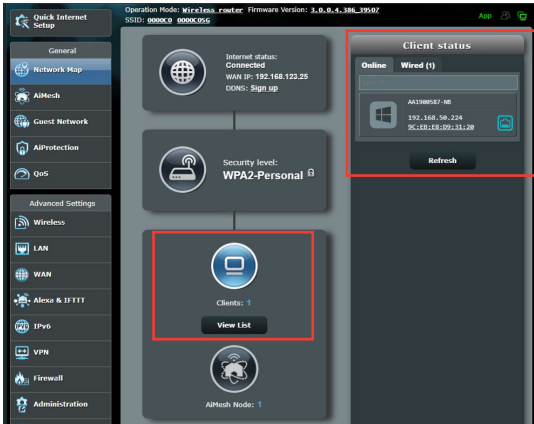 Quick Internet
Setup
Operation Mode: Wireless router Firmware Version: 3.0.0.4.386_39507
SSID: 0000C0 0000C05G
App
General
Network Map
AiMesh
Guest Network
AiProtection
QoS
Advanced Settings
Wireless
LAN
WAN
Alexa & IFTTT
IPv6
VPN
Firewall
Administration
Internet status:
Connected
WAN IP: 192.168.123.25
DDNS: Sign up
Security level:
WPA2-Personal
Clients: 1
View List
AiMesh Node: 1
Client status
Online Wired (1)
AA1900587-NB
192.168.50.224
9C:EB:E8:D9:31:20
Refresh